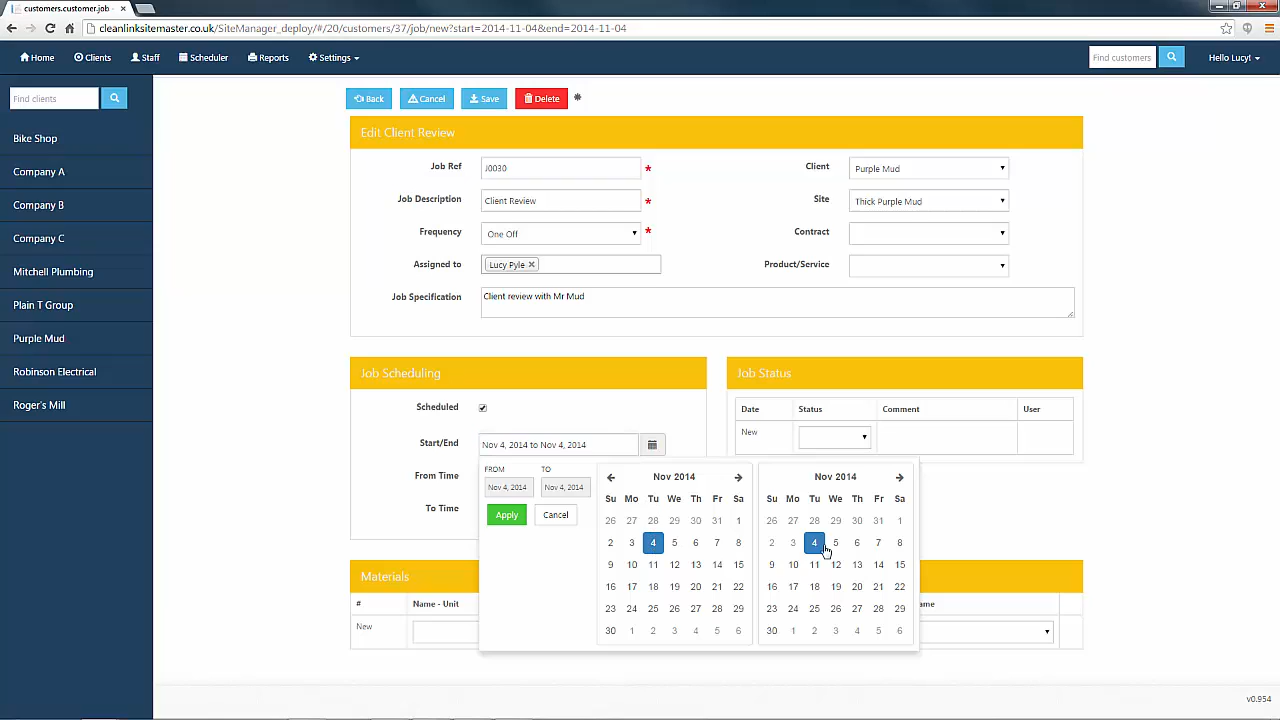 customers.customer.job -
cleanlinksitemaster.co.uk/SiteManager_deploy/#/20/customers/37/job/new?start=2014-11-04&end=2014-11-04
Home Clients Staff Scheduler Reports Settings Find customers Hello Lucy!
Find clients
Bike Shop
Company A
Company B
Company C
Mitchell Plumbing
Plain T Group
Purple Mud
Robinson Electrical
Roger's Mill
Back Cancel Save Delete *
Edit Client Review
Job Ref J0030 * Client Purple Mud
Job Description Client Review * Site Thick Purple Mud
Frequency One Off * Contract
Assigned to Lucy Pyle × Product/Service
Job Specification Client review with Mr Mud
Job Scheduling
Scheduled
Start/End Nov 4, 2014 to Nov 4, 2014
From Time
To Time
Job Status
Date Status Comment User
New
FROM TO
Nov 4, 2014 Nov 4, 2014
Apply Cancel
Nov 2014
Su Mo Tu We Th Fr Sa
26 27 28 29 30 31 1
2 3 4 5 6 7 8
9 10 11 12 13 14 15
16 17 18 19 20 21 22
23 24 25 26 27 28 29
30 1 2 3 4 5 6
Nov 2014
Su Mo Tu We Th Fr Sa
26 27 28 29 30 31 1
2 3 4 5 6 7 8
9 10 11 12 13 14 15
16 17 18 19 20 21 22
23 24 25 26 27 28 29
30 1 2 3 4 5 6
Materials
# Name - Unit ame
New
v0.954